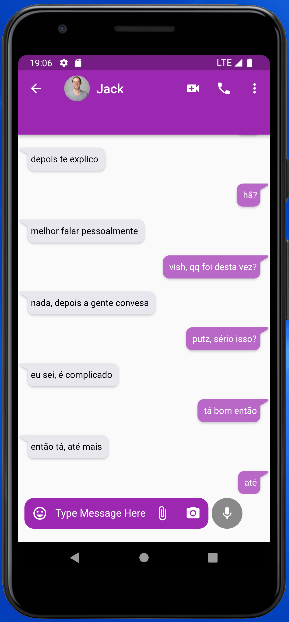 19:06
LTE
Jack
depois te explico
hã?
melhor falar pessoalmente
vish, qq foi desta vez?
nada, depois a gente convesa
putz, sério isso?
eu sei, é complicado
tá bom então
então tá, até mais
até
Type Message Here